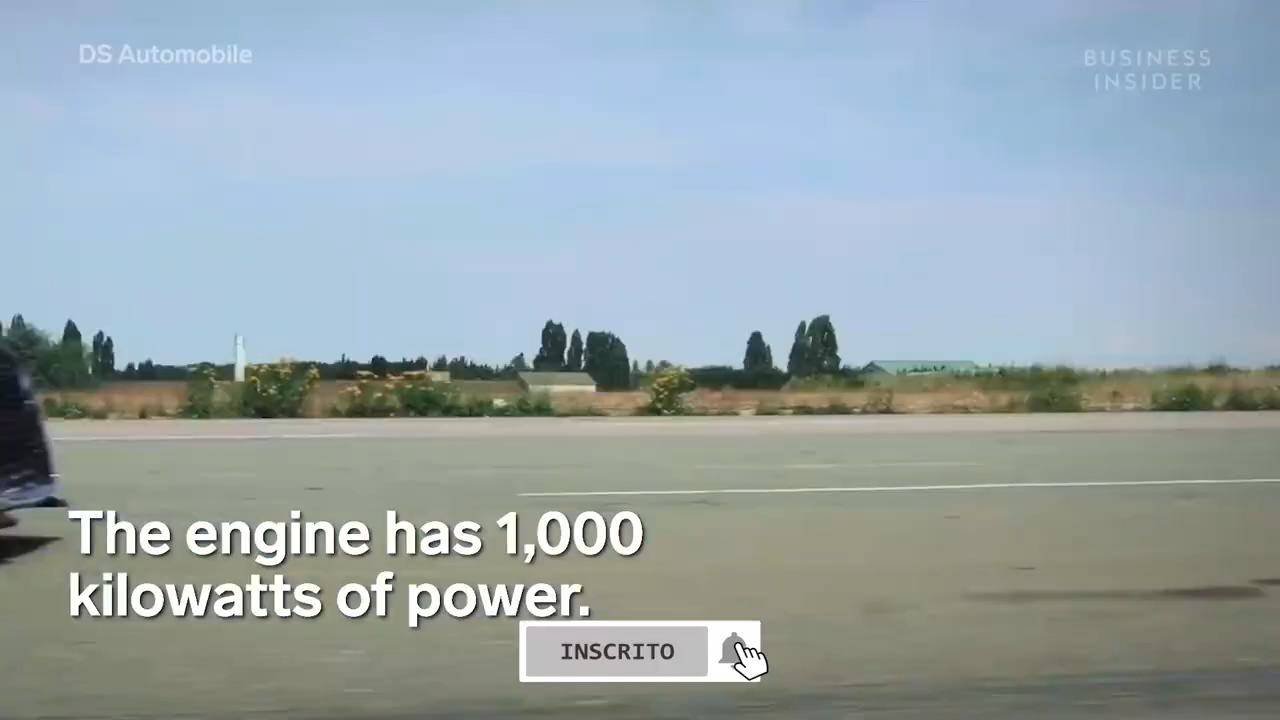 DS Automobile
BUSINESS
INSIDER
The engine has 1,000
kilowatts of power.
INSCRITO